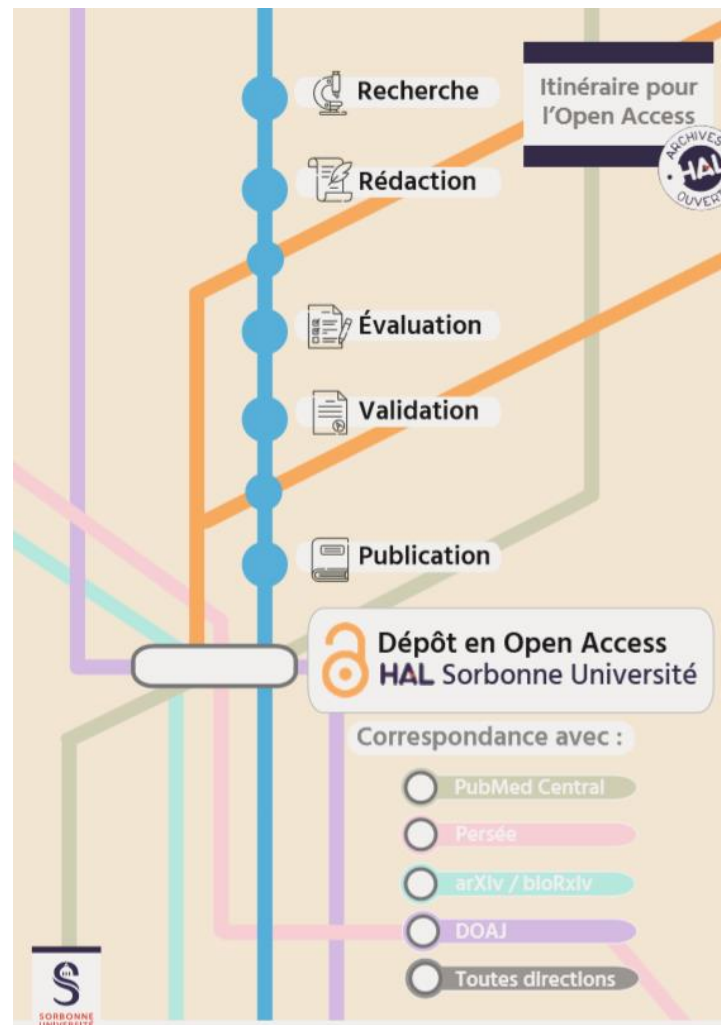 Recherche
Itinéraire pour
l'Open Access
ARCHIVES
HAL
Rédaction
Évaluation
Validation
Publication
Dépôt en Open Access
HAL Sorbonne Université
Correspondance avec :
PubMed Central
Persée
arXiv / bioRxiv
DOAJ
Toutes directions
S
SORBONNE
UNIVERSITÉ